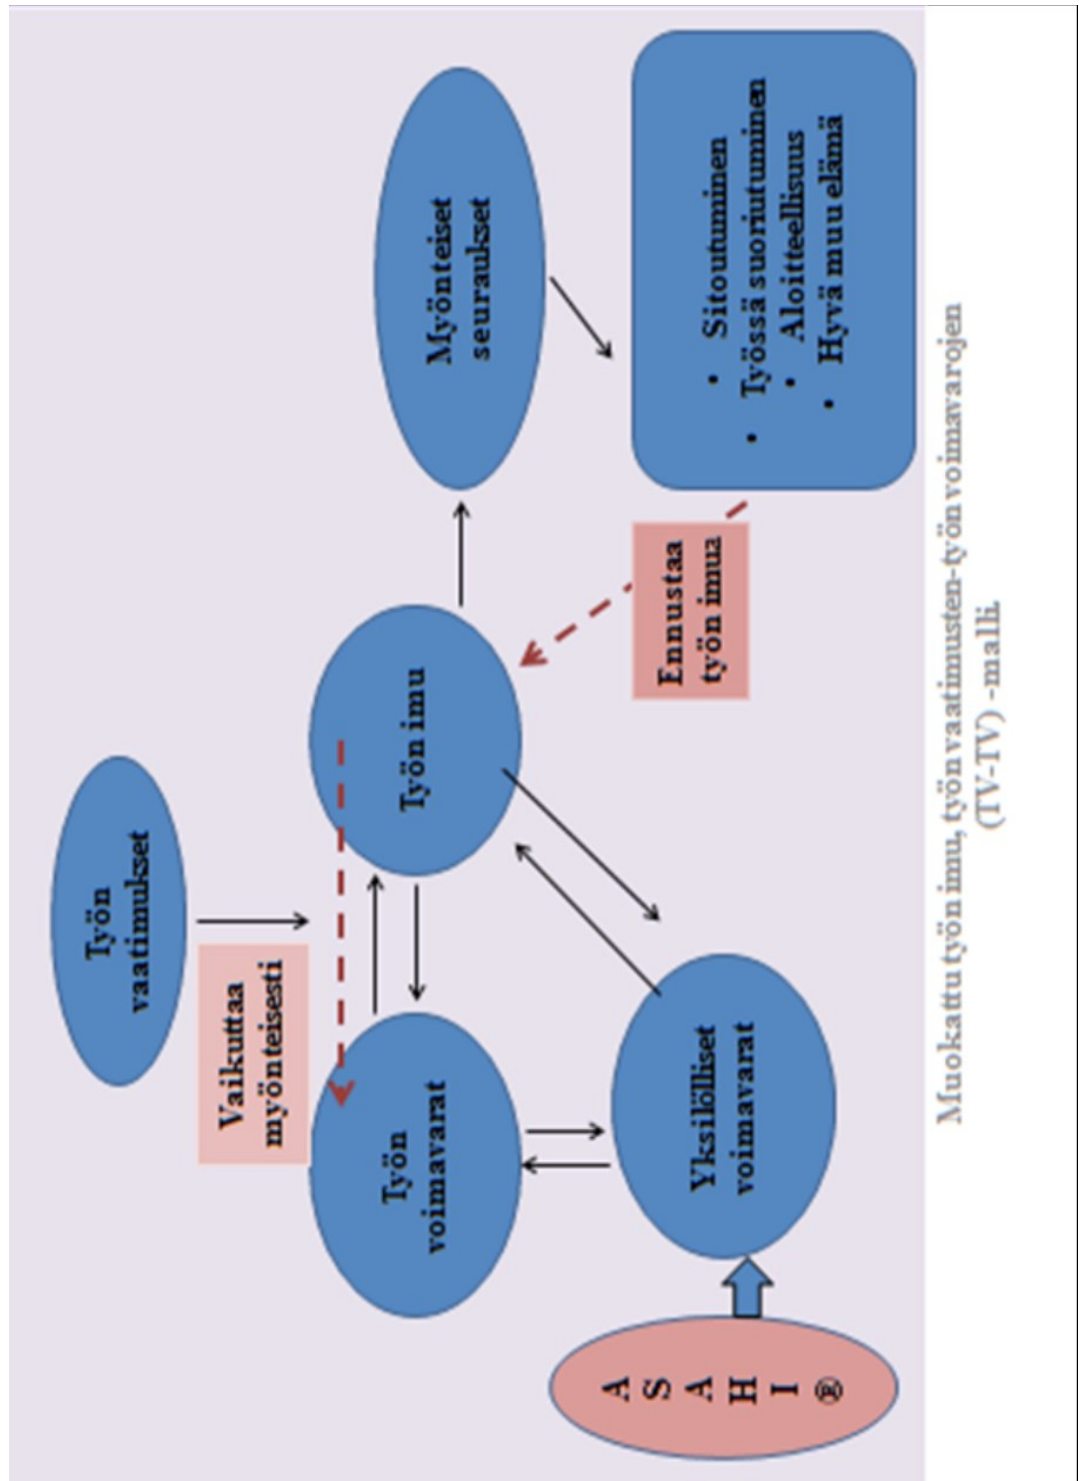 Työn
vaatimukset
Vaikuttaa
myönteisesti
Työn
voimavarat
Työn imu
Myönteiset
seuraukset
A
S
A
H
I
®
Yksilölliset
voimavarat
Ennustaa
työn imua
• Sitoutuminen
• Työssä suoriutuminen
• Aloitteellisuus
• Hyvä muu elämä
Muokattu työn imu, työn vaatimusten-työn voimavarojen
(TV-TV) -malli.